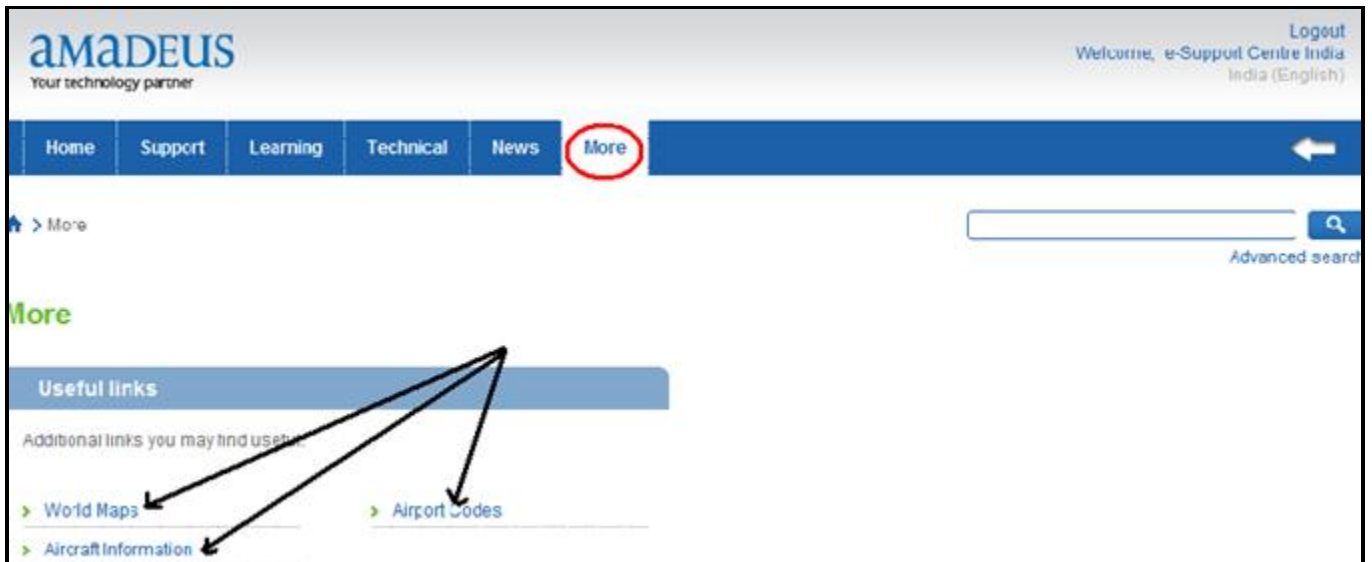 amadeus
Your technology partner
Logout
Welcome, e-Support Centre India
India (English)
Home Support Learning Technical News More
> More
Advanced search
More
Useful links
Additional links you may find useful.
> World Maps > Airport Codes
> Aircraft Information